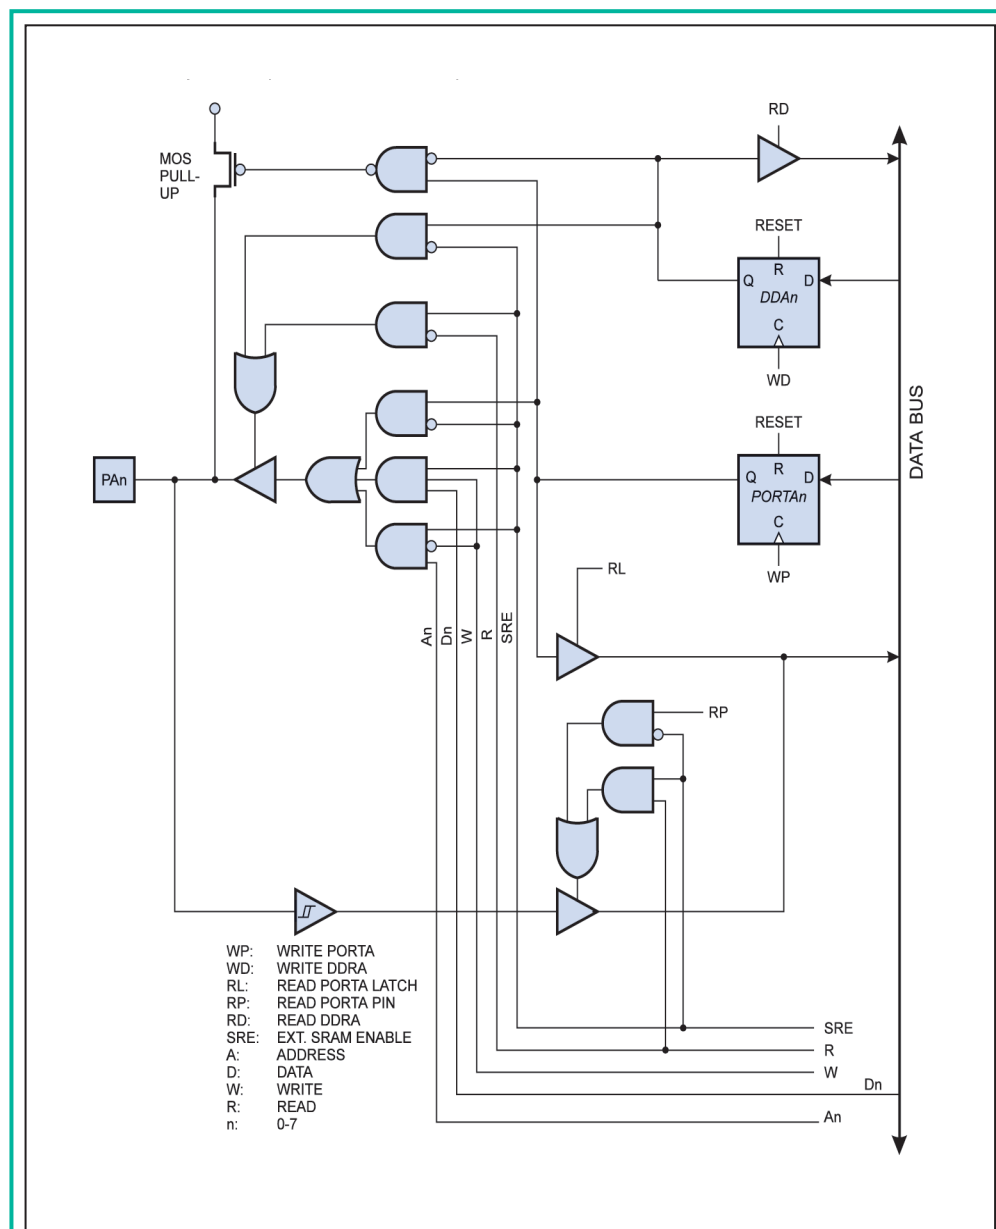 RD
MOS
PULL-
UP
RESET
R
Q
D
DDAn
C
WD
RESET
DATA BUS
PAn
R
Q
D
PORTAn
C
WP
RL
An
Dn
W
R
SRE
RP
WP: WRITE PORTA
WD: WRITE DDRA
RL: READ PORTA LATCH
RP: READ PORTA PIN
RD: READ DDRA
SRE: EXT. SRAM ENABLE
A: ADDRESS
D: DATA
W: WRITE
R: READ
n: 0-7
SRE
R
W
Dn
An